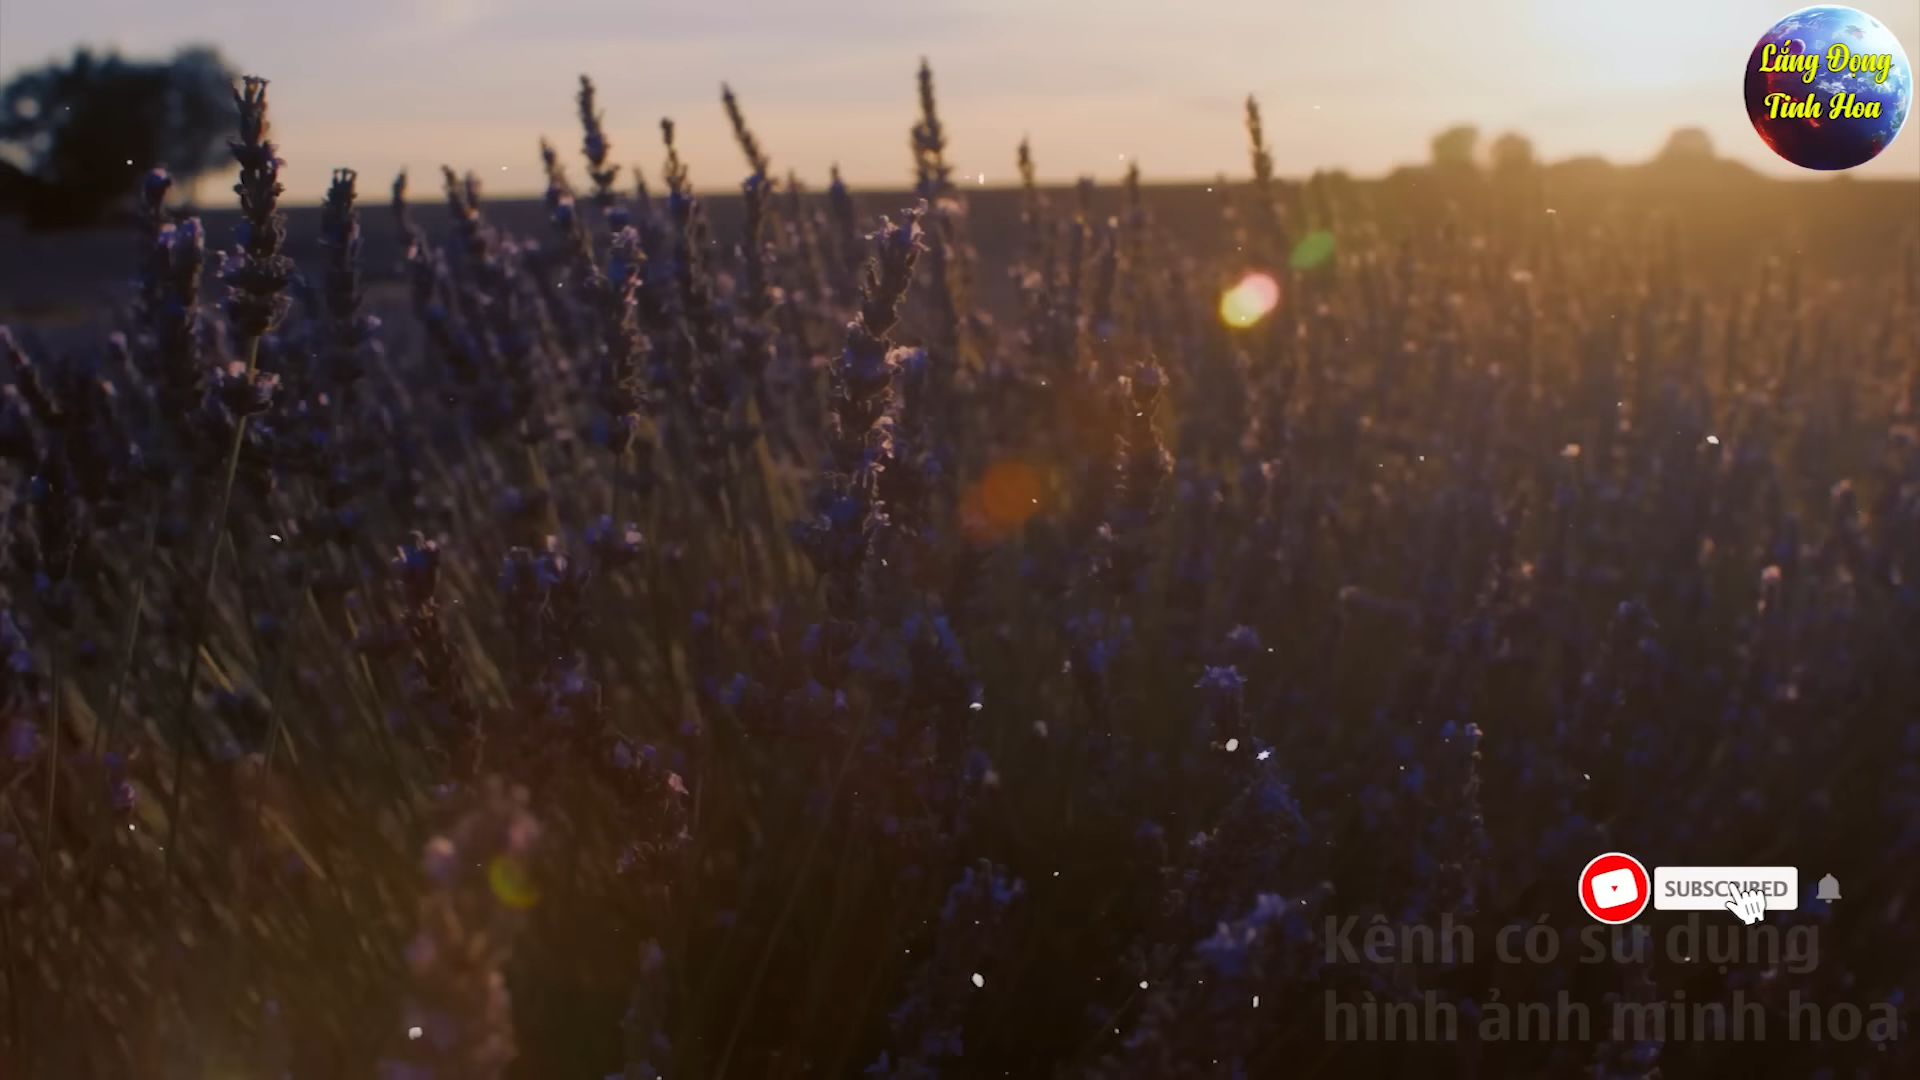 Lắng Đọng
Tinh Hoa
SUBSCRIBED
Kênh có sử dụng
hình ảnh minh hoạ